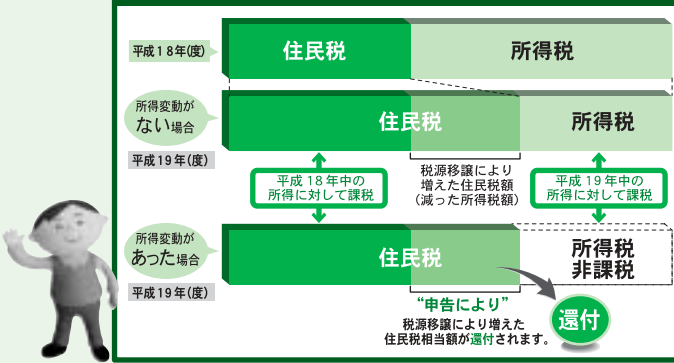 平成18年(度)
住民税
所得税
所得変動が
ない場合
平成19年(度)
住民税
所得税
平成18年中の
所得に対して課税
税源移譲により
増えた住民税額
(減った所得税額)
平成19年中の
所得に対して課税
所得変動が
あった場合
平成19年(度)
住民税
所得税
非課税
“申告により”
税源移譲により増えた
住民税相当額が還付されます。
還付